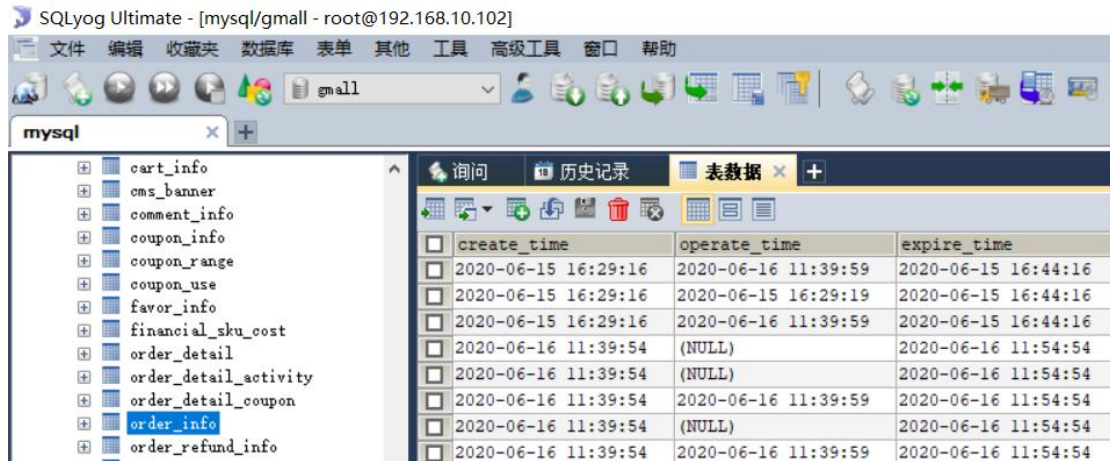 SQLyog Ultimate - [mysql/gmall - root@192.168.10.102]
文件 编辑 收藏夹 数据库 表单 其他 工具 高级工具 窗口 帮助
gmall
mysql
cart_info
cms_banner
comment_info
coupon_info
coupon_range
coupon_use
favor_info
financial_sku_cost
order_detail
order_detail_activity
order_detail_coupon
order_info
order_refund_info
询问 历史记录 表数据
create_time operate_time expire_time
2020-06-15 16:29:16 2020-06-16 11:39:59 2020-06-15 16:44:16
2020-06-15 16:29:16 2020-06-15 16:29:19 2020-06-15 16:44:16
2020-06-15 16:29:16 2020-06-16 11:39:59 2020-06-15 16:44:16
2020-06-16 11:39:54 (NULL) 2020-06-16 11:54:54
2020-06-16 11:39:54 (NULL) 2020-06-16 11:54:54
2020-06-16 11:39:54 2020-06-16 11:39:59 2020-06-16 11:54:54
2020-06-16 11:39:54 (NULL) 2020-06-16 11:54:54
2020-06-16 11:39:54 2020-06-16 11:39:59 2020-06-16 11:54:54